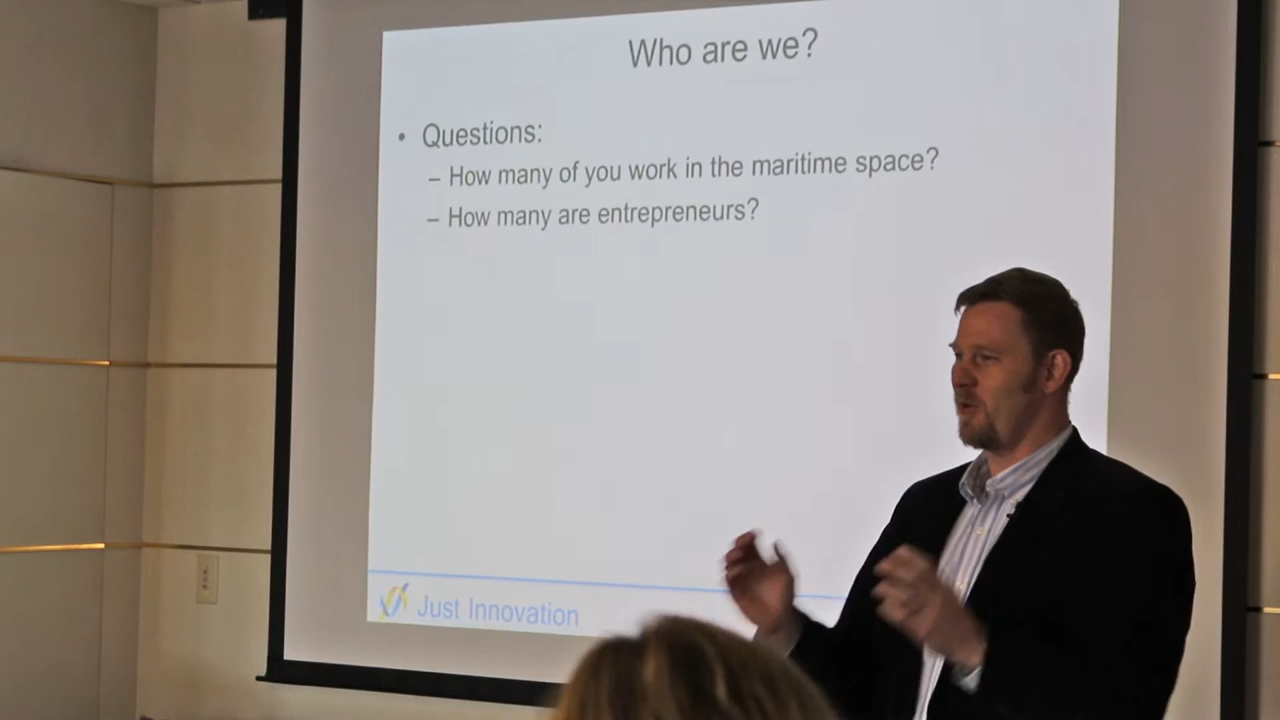 Who are we?
• Questions:
– How many of you work in the maritime space?
– How many are entrepreneurs?
Just Innovation